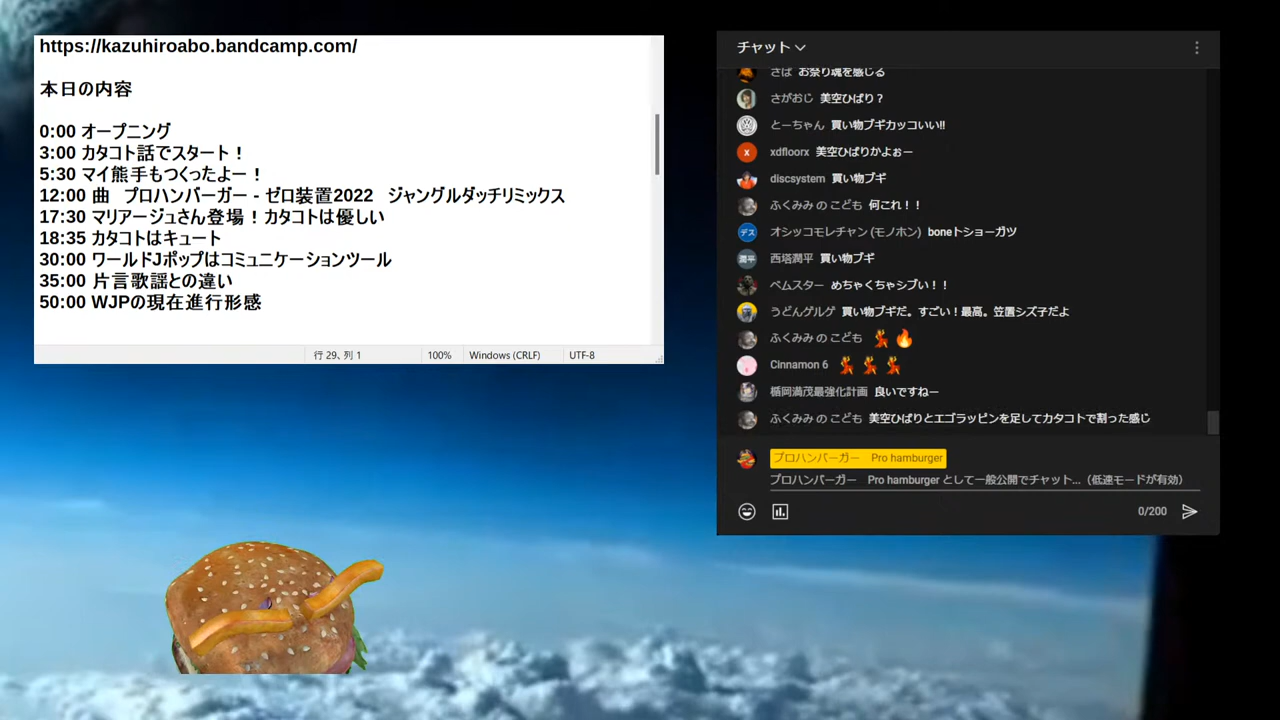 https://kazuhiroabo.bandcamp.com/
本日の内容
0:00 オープニング
3:00 カタコト話でスタート！
5:30 マイ熊手もつくったよー！
12:00 曲　プロハンバーガー - ゼロ装置2022　ジャングルダッチリミックス
17:30 マリアージュさん登場！カタコトは優しい
18:35 カタコトはキュート
30:00 ワールドJポップはコミュニケーションツール
35:00 片言歌謡との違い
50:00 WJPの現在進行形感
行 29、列 1
100%
Windows (CRLF)
UTF-8
チャット
さば お祭り魂を感じる
さがおじ 美空ひばり？
とーちゃん 買い物ブギカッコいい!!
x xdfloorx 美空ひばりかよぉー
discsystem 買い物ブギ
ふくみみ の こども 何これ！！
デス オシッコモレチャン (モノホン) boneトショーガツ
潤平 西塔潤平 買い物ブギ
ベムスター めちゃくちゃシブい！！
うどんゲルゲ 買い物ブギだ。すごい！最高。笠置シズ子だよ
ふくみみ の こども 💃🔥
Cinnamon 6 💃💃💃
楯岡満茂最強化計画 良いですねー
ふくみみ の こども 美空ひばりとエゴラッピンを足してカタコトで割った感じ
プロハンバーガー　Pro hamburger
プロハンバーガー　Pro hamburger として一般公開でチャット...（低速モードが有効）
0/200